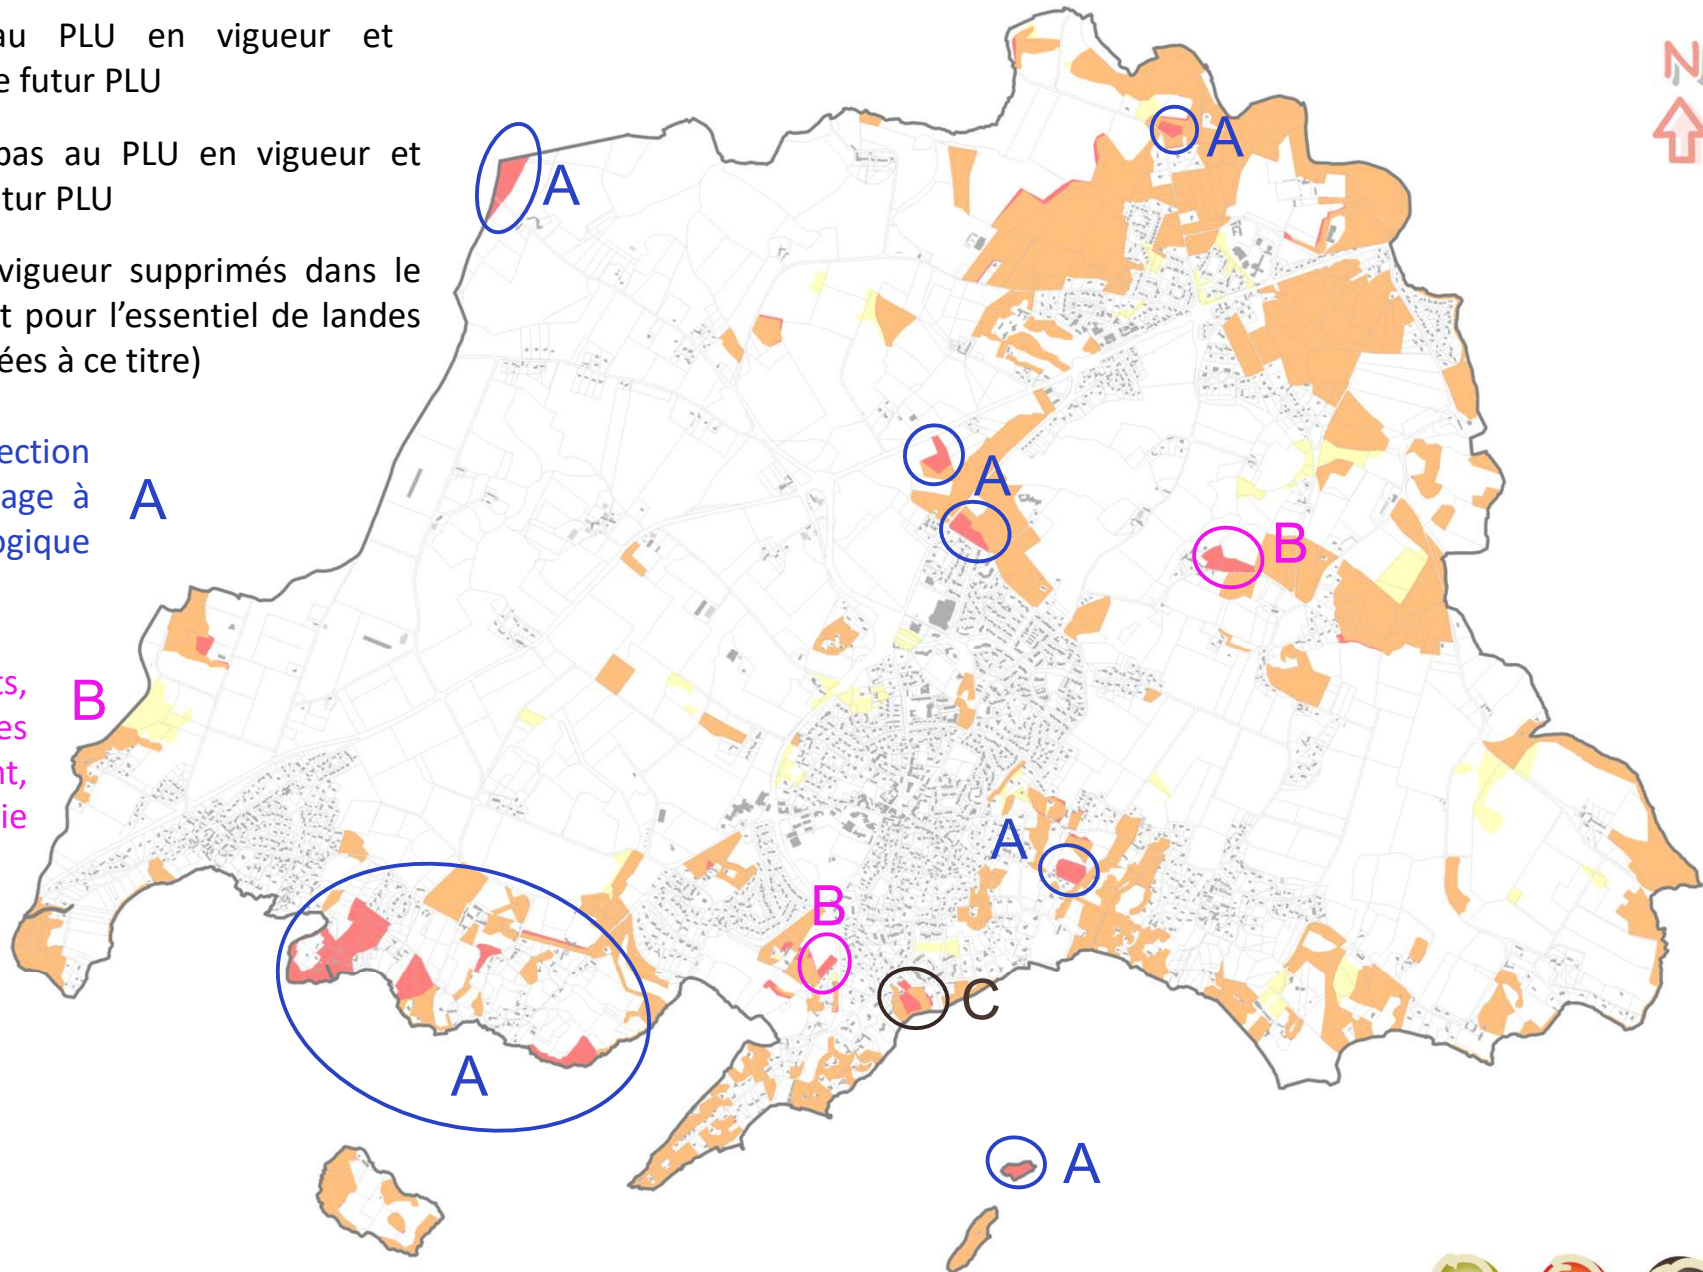 au PLU en vigueur et
e futur PLU
pas au PLU en vigueur et
tur PLU
vigueur supprimés dans le
t pour l'essentiel de landes
ées à ce titre)
ection
age à
ogique
A
ts,
es
nt,
ie
B
N
A
A
A
B
A
B
C
A
A